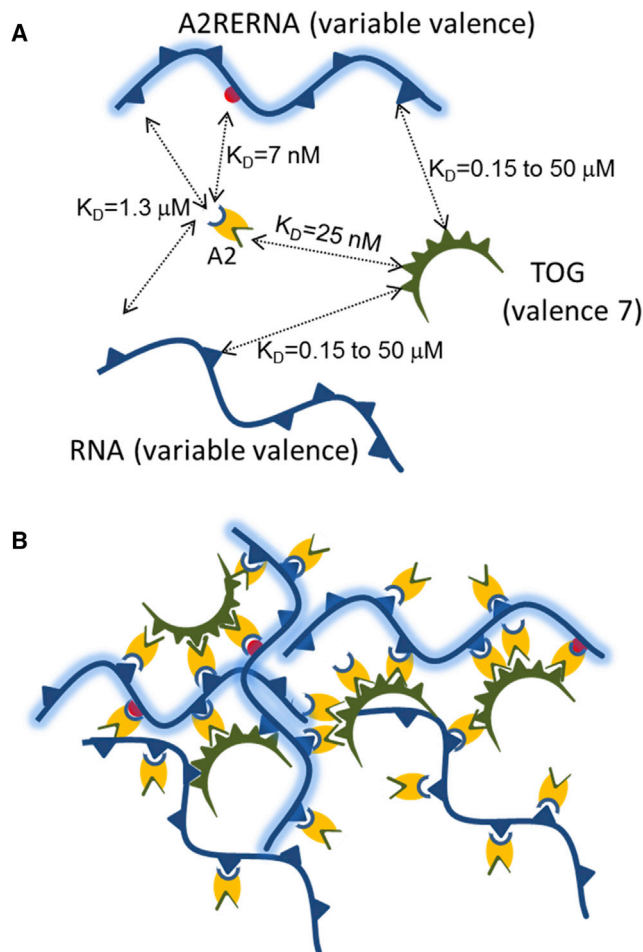 A
A2RERNA (variable valence)
K_D=7 nM
K_D=0.15 to 50 μM
K_D=1.3 μM
K_D=25 nM
A2
TOG
(valence 7)
K_D=0.15 to 50 μM
RNA (variable valence)
B